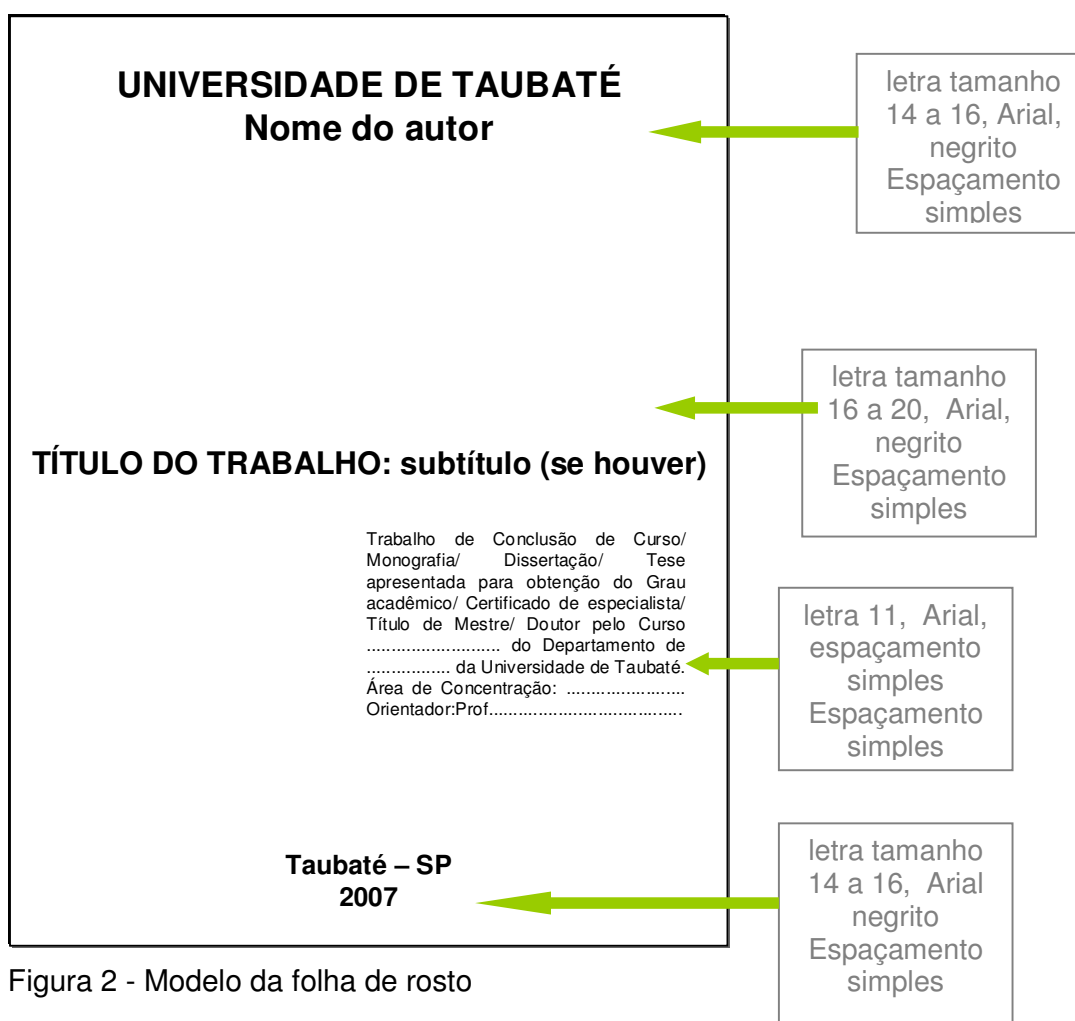 UNIVERSIDADE DE TAUBATÉ
Nome do autor
letra tamanho
14 a 16, Arial,
negrito
Espaçamento
simples
letra tamanho
16 a 20, Arial,
negrito
Espaçamento
simples
TÍTULO DO TRABALHO: subtítulo (se houver)
Trabalho de Conclusão de Curso/
Monografia/ Dissertação/ Tese
apresentada para obtenção do Grau
acadêmico/ Certificado de especialista/
Título de Mestre/ Doutor pelo Curso
........................... do Departamento de
................. da Universidade de Taubaté.
Área de Concentração: ........................
Orientador:Prof.......................................
letra 11, Arial,
espaçamento
simples
Espaçamento
simples
Taubaté – SP
2007
letra tamanho
14 a 16, Arial
negrito
Espaçamento
simples
Figura 2 - Modelo da folha de rosto